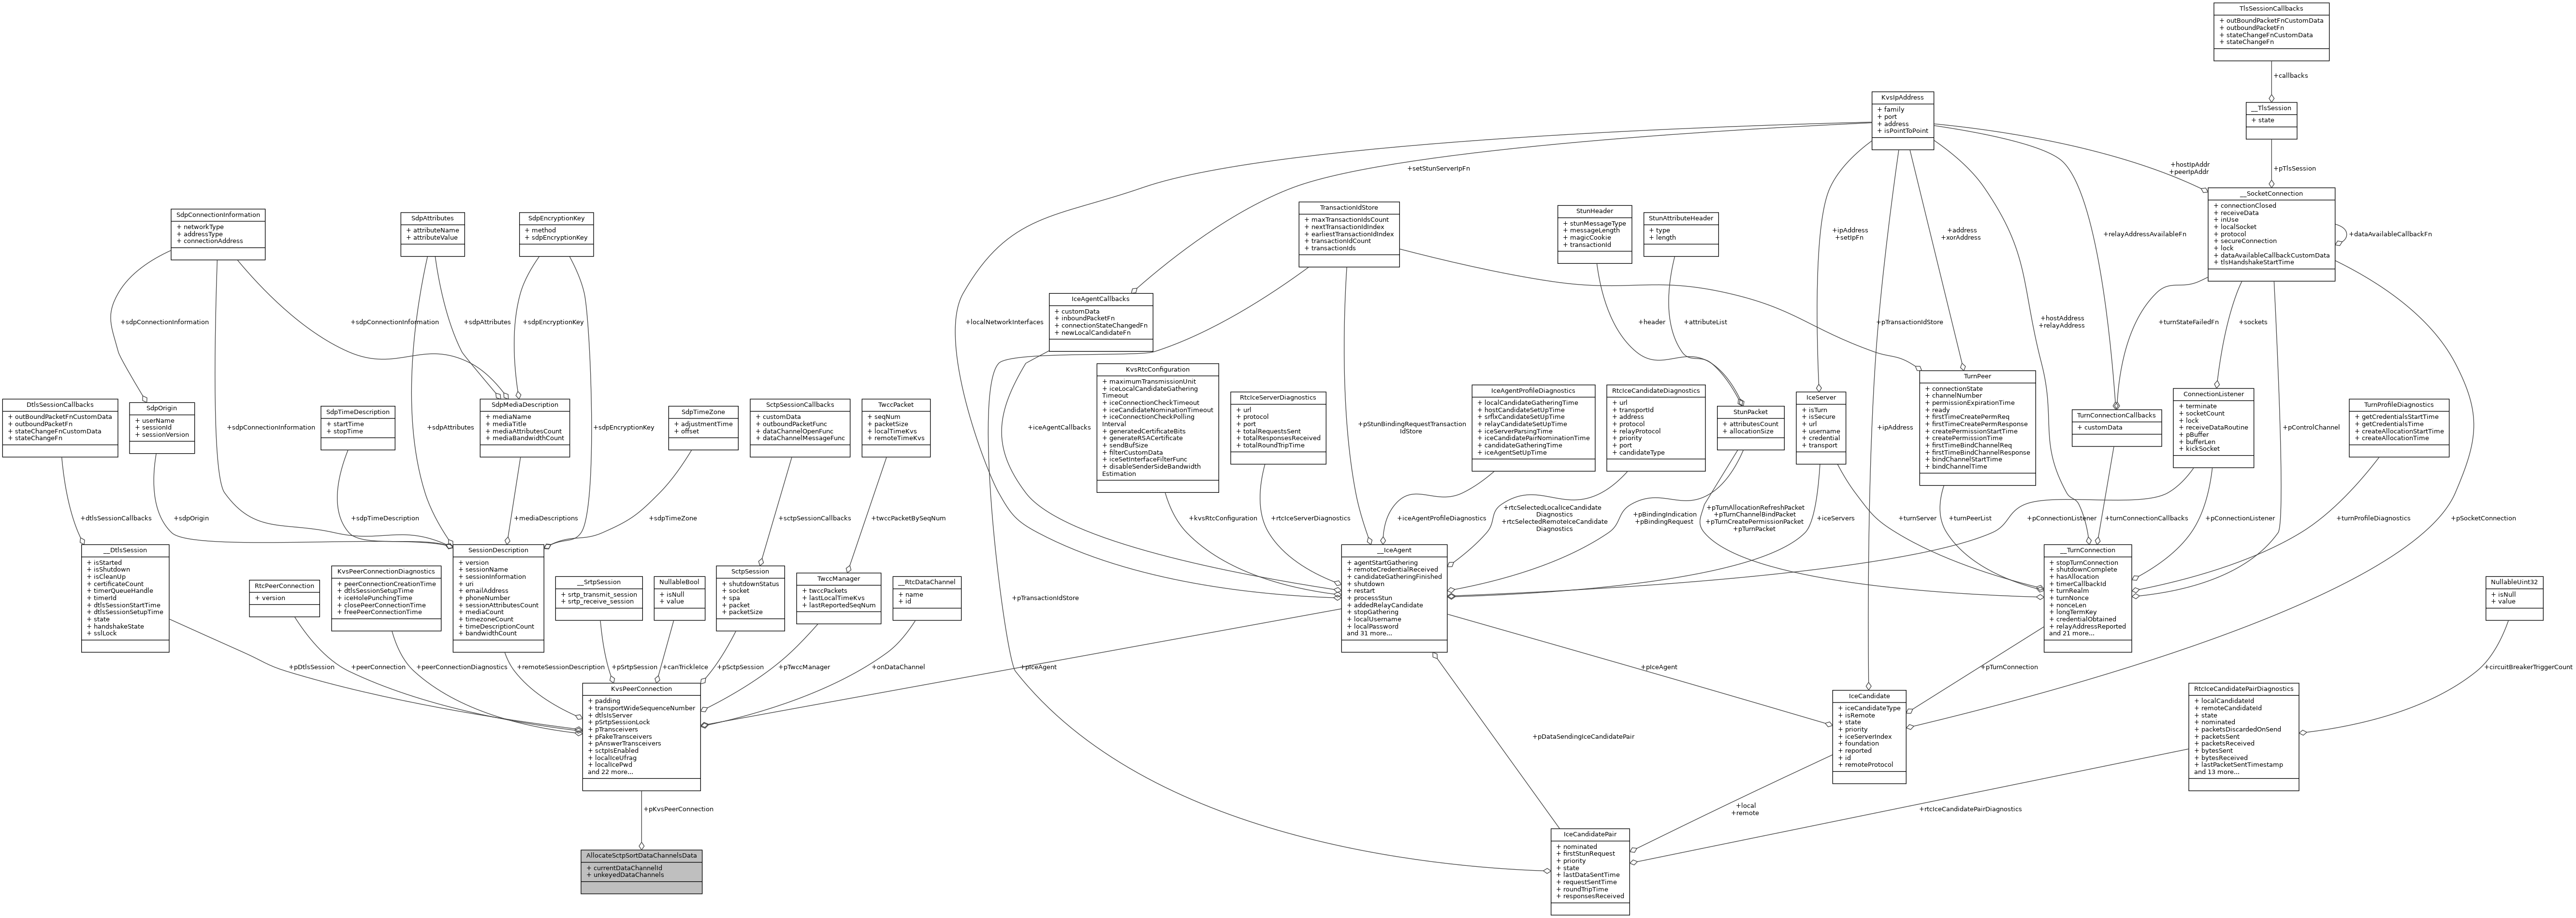 TlsSessionCallbacks
+ outBoundPacketFnCustomData
+ outboundPacketFn
+ stateChangeFnCustomData
+ stateChangeFn
+callbacks
__TlsSession
+ state
+pTlsSession
KvsIpAddress
+ family
+ port
+ address
+ isPointToPoint
+setStunServerIpFn
+hostIpAddr
+peerIpAddr
__SocketConnection
+ connectionClosed
+ receiveData
+ inUse
+ localSocket
+ protocol
+ secureConnection
+ lock
+ dataAvailableCallbackCustomData
+ tlsHandshakeStartTime
+dataAvailableCallbackFn
SdpConnectionInformation
+ networkType
+ addressType
+ connectionAddress
SdpAttributes
+ attributeName
+ attributeValue
SdpEncryptionKey
+ method
+ sdpEncryptionKey
TransactionIdStore
+ maxTransactionIdsCount
+ nextTransactionIdIndex
+ earliestTransactionIdIndex
+ transactionIdCount
+ transactionIds
StunHeader
+ stunMessageType
+ messageLength
+ magicCookie
+ transactionId
StunAttributeHeader
+ type
+ length
+ipAddress
+setIpFn
+address
+xorAddress
+relayAddressAvailableFn
IceAgentCallbacks
+ customData
+ inboundPacketFn
+ connectionStateChangedFn
+ newLocalCandidateFn
+sdpConnectionInformation
+sdpConnectionInformation
+sdpAttributes
+sdpEncryptionKey
+localNetworkInterfaces
+header
+attributeList
+pTransactionIdStore
+hostAddress
+relayAddress
+turnStateFailedFn
+sockets
DtlsSessionCallbacks
+ outBoundPacketFnCustomData
+ outboundPacketFn
+ stateChangeFnCustomData
+ stateChangeFn
SdpOrigin
+ userName
+ sessionId
+ sessionVersion
+sdpConnectionInformation
SdpTimeDescription
+ startTime
+ stopTime
+sdpAttributes
SdpMediaDescription
+ mediaName
+ mediaTitle
+ mediaAttributesCount
+ mediaBandwidthCount
+sdpEncryptionKey
SdpTimeZone
+ adjustmentTime
+ offset
SctpSessionCallbacks
+ customData
+ outboundPacketFunc
+ dataChannelOpenFunc
+ dataChannelMessageFunc
TwccPacket
+ seqNum
+ packetSize
+ localTimeKvs
+ remoteTimeKvs
+iceAgentCallbacks
KvsRtcConfiguration
+ maximumTransmissionUnit
+ iceLocalCandidateGathering
Timeout
+ iceConnectionCheckTimeout
+ iceCandidateNominationTimeout
+ iceConnectionCheckPolling
Interval
+ generatedCertificateBits
+ generateRSACertificate
+ sendBufSize
+ filterCustomData
+ iceSetInterfaceFilterFunc
+ disableSenderSideBandwidth
Estimation
RtcIceServerDiagnostics
+ url
+ protocol
+ port
+ totalRequestsSent
+ totalResponsesReceived
+ totalRoundTripTime
+pStunBindingRequestTransaction
IdStore
IceAgentProfileDiagnostics
+ localCandidateGatheringTime
+ hostCandidateSetUpTime
+ srflxCandidateSetUpTime
+ relayCandidateSetUpTime
+ iceServerParsingTime
+ iceCandidatePairNominationTime
+ candidateGatheringTime
+ iceAgentSetUpTime
RtcIceCandidateDiagnostics
+ url
+ transportId
+ address
+ protocol
+ relayProtocol
+ priority
+ port
+ candidateType
StunPacket
+ attributesCount
+ allocationSize
IceServer
+ isTurn
+ isSecure
+ url
+ username
+ credential
+ transport
+ipAddress
TurnPeer
+ connectionState
+ channelNumber
+ permissionExpirationTime
+ ready
+ firstTimeCreatePermReq
+ firstTimeCreatePermResponse
+ createPermissionStartTime
+ createPermissionTime
+ firstTimeBindChannelReq
+ firstTimeBindChannelResponse
+ bindChannelStartTime
+ bindChannelTime
TurnConnectionCallbacks
+ customData
ConnectionListener
+ terminate
+ socketCount
+ lock
+ receiveDataRoutine
+ pBuffer
+ bufferLen
+ kickSocket
+pControlChannel
TurnProfileDiagnostics
+ getCredentialsStartTime
+ getCredentialsTime
+ createAllocationStartTime
+ createAllocationTime
+dtlsSessionCallbacks
+sdpOrigin
+sdpTimeDescription
+mediaDescriptions
+sdpTimeZone
+sctpSessionCallbacks
+twccPacketBySeqNum
+kvsRtcConfiguration
+rtcIceServerDiagnostics
+iceAgentProfileDiagnostics
+rtcSelectedLocalIceCandidate
Diagnostics
+rtcSelectedRemoteIceCandidate
Diagnostics
+pBindingIndication
+pBindingRequest
+pTurnAllocationRefreshPacket
+pTurnChannelBindPacket
+pTurnCreatePermissionPacket
+pTurnPacket
+iceServers
+turnServer
+turnPeerList
+pConnectionListener
+turnConnectionCallbacks
+pConnectionListener
+turnProfileDiagnostics
+pSocketConnection
__DtlsSession
+ isStarted
+ isShutdown
+ isCleanUp
+ certificateCount
+ timerQueueHandle
+ timerId
+ dtlsSessionStartTime
+ dtlsSessionSetupTime
+ state
+ handshakeState
+ sslLock
RtcPeerConnection
+ version
KvsPeerConnectionDiagnostics
+ peerConnectionCreationTime
+ dtlsSessionSetupTime
+ iceHolePunchingTime
+ closePeerConnectionTime
+ freePeerConnectionTime
SessionDescription
+ version
+ sessionName
+ sessionInformation
+ uri
+ emailAddress
+ phoneNumber
+ sessionAttributesCount
+ mediaCount
+ timezoneCount
+ timeDescriptionCount
+ bandwidthCount
__SrtpSession
+ srtp_transmit_session
+ srtp_receive_session
NullableBool
+ isNull
+ value
SctpSession
+ shutdownStatus
+ socket
+ spa
+ packet
+ packetSize
TwccManager
+ twccPackets
+ lastLocalTimeKvs
+ lastReportedSeqNum
__RtcDataChannel
+ name
+ id
+pTransactionIdStore
__IceAgent
+ agentStartGathering
+ remoteCredentialReceived
+ candidateGatheringFinished
+ shutdown
+ restart
+ processStun
+ addedRelayCandidate
+ stopGathering
+ localUsername
+ localPassword
and 31 more...
__TurnConnection
+ stopTurnConnection
+ shutdownComplete
+ hasAllocation
+ timerCallbackId
+ turnRealm
+ turnNonce
+ nonceLen
+ longTermKey
+ credentialObtained
+ relayAddressReported
and 21 more...
NullableUint32
+ isNull
+ value
+pDtlsSession
+peerConnection
+peerConnectionDiagnostics
+remoteSessionDescription
+pSrtpSession
+canTrickleIce
+pSctpSession
+pTwccManager
+onDataChannel
+pIceAgent
+pIceAgent
+pTurnConnection
+circuitBreakerTriggerCount
KvsPeerConnection
+ padding
+ transportWideSequenceNumber
+ dtlsIsServer
+ pSrtpSessionLock
+ pTransceivers
+ pFakeTransceivers
+ pAnswerTransceivers
+ sctpIsEnabled
+ localIceUfrag
+ localIcePwd
and 22 more...
+pDataSendingIceCandidatePair
IceCandidate
+ iceCandidateType
+ isRemote
+ state
+ priority
+ iceServerIndex
+ foundation
+ reported
+ id
+ remoteProtocol
RtcIceCandidatePairDiagnostics
+ localCandidateId
+ remoteCandidateId
+ state
+ nominated
+ packetsDiscardedOnSend
+ packetsSent
+ packetsReceived
+ bytesSent
+ bytesReceived
+ lastPacketSentTimestamp
and 13 more...
+pKvsPeerConnection
+local
+remote
+rtcIceCandidatePairDiagnostics
AllocateSctpSortDataChannelsData
+ currentDataChannelId
+ unkeyedDataChannels
IceCandidatePair
+ nominated
+ firstStunRequest
+ priority
+ state
+ lastDataSentTime
+ requestSentTime
+ roundTripTime
+ responsesReceived